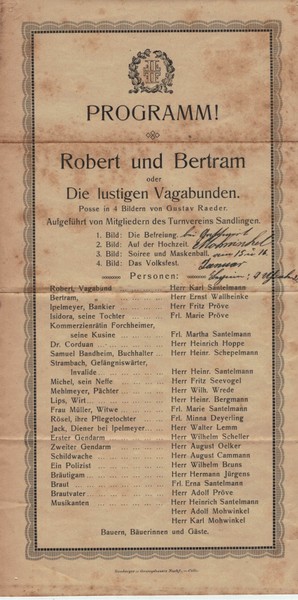 PROGRAMM!
Robert und Bertram
oder
Die lustigen Vagabunden.
Posse in 4 Bildern von Gustav Raeder.
Aufgeführt von Mitgliedern des Turnvereins Sandlingen.
1. Bild: Die Befreiung.
2. Bild: Auf der Hochzeit.
3. Bild: Soiree und Maskenball.
4. Bild: Das Volksfest. Januar
Personen:
Robert, Vagabund Herr Karl Santelmann
Bertram, " Herr Ernst Wallheinke
Ipelmeyer, Bankier Herr Fritz Pröve
Isidora, seine Tochter Frl. Marie Pröve
Kommerzienrätin Forchheimer,
seine Kusine Frl. Martha Santelmann
Dr. Corduan Herr Heinrich Hoppe
Samuel Bandheim, Buchhalter Herr Heinr. Schepelmann
Strambach, Gefängniswärter,
Invalide Herr Heinr. Santelmann
Michel, sein Neffe Herr Fritz Seevogel
Mehlmeyer, Pächter Herr Wilh. Wrede
Lips, Wirt Herr Heinr. Bergmann
Frau Müller, Witwe Frl. Marie Santelmann
Rösel, ihre Pflegetochter Frl. Minna Deyerling
Jack, Diener bei Ipelmeyer Herr Walter Lemm
Erster Gendarm Herr Wilhelm Scheller
Zweiter Gendarm Herr August Oelker
Schildwache Herr August Cammann
Ein Polizist Herr Wilhelm Bruns
Bräutigam Herr Hermann Jürgens
Braut Frl. Erna Santelmann
Brautvater Herr Adolf Pröve
Musikanten Herr Heinrich Santelmann
Herr Adolf Mohwinkel
Herr Karl Mohwinkel
Bauern, Bäuerinnen und Gäste.